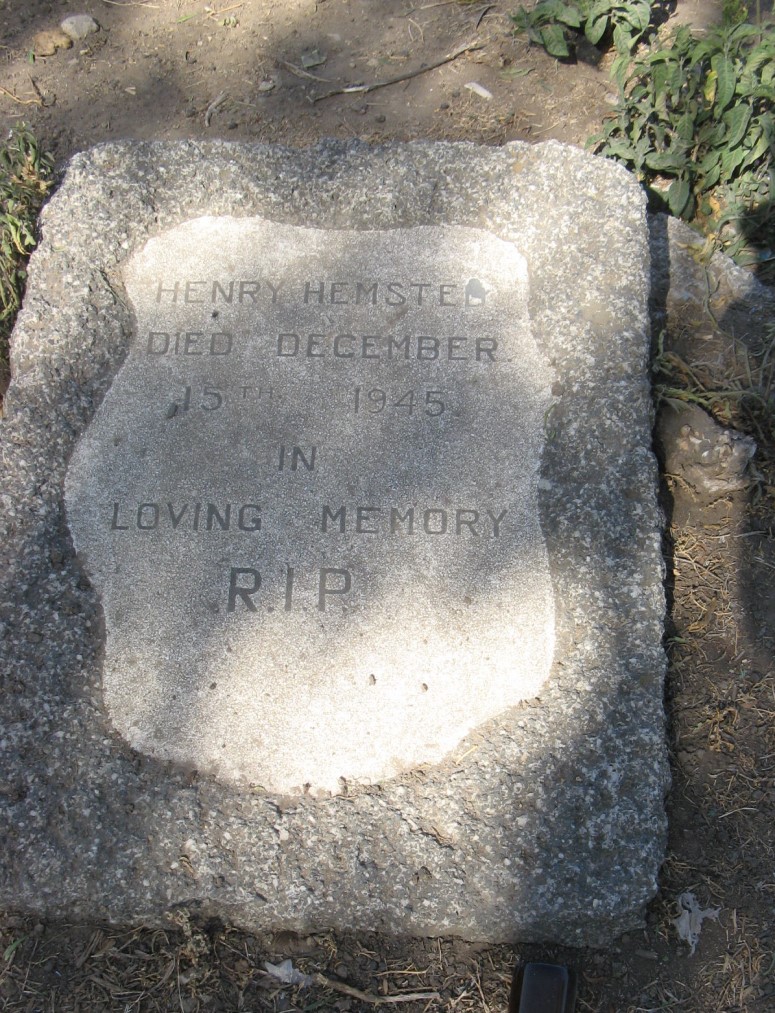 HENRY HEMSTED
DIED DECEMBER
15TH 1945.
IN
LOVING MEMORY
R.I.P.